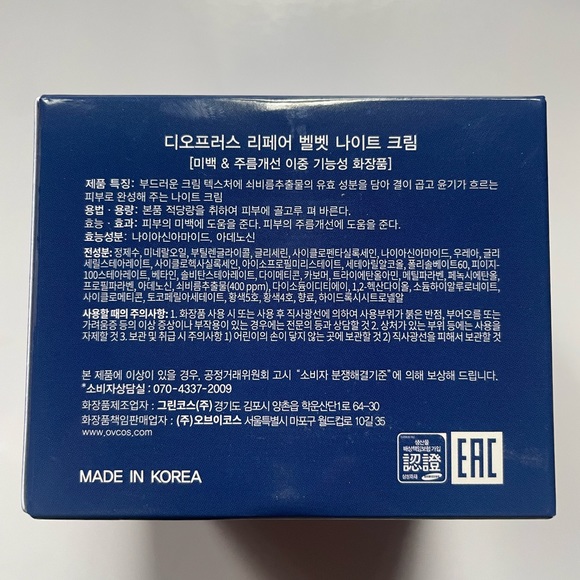 디오프러스 리페어 벨벳 나이트 크림
[미백 & 주름개선 이중 기능성 화장품]
제품 특징: 부드러운 크림 텍스처에 쇠비름추출물의 유효 성분을 담아 결이 곱고 윤기가 흐르는
피부로 완성해 주는 나이트 크림
용법·용량: 본품 적당량을 취하여 피부에 골고루 펴 바른다.
효능·효과: 피부의 미백에 도움을 준다. 피부의 주름개선에 도움을 준다.
효능성분: 나이아신아마이드, 아데노신
전성분: 정제수, 미네랄오일, 부틸렌글라이콜, 글리세린, 사이클로펜타실록세인, 나이아신아마이드, 우레아, 글리
세릴스테아레이트, 사이클로헥사실록세인, 아이소프로필미리스테이트, 세테아릴알코올, 폴리솔베이트60, 피이지-
100스테아레이트, 베타인, 솔비탄스테아레이트, 다이메티콘, 카보머, 트라이에탄올아민, 메틸파라벤, 페녹시에탄올,
프로필파라벤, 아데노신, 쇠비름추출물(400 ppm), 다이소듐이디티에이, 1,2-헥산다이올, 소듐하이알루로네이트,
사이클로메티콘, 토코페릴아세테이트, 황색5호, 황색4호, 향료, 하이드록시시트로넬알
사용할 때의 주의사항: 1. 화장품 사용 시 또는 사용 후 직사광선에 의하여 사용부위가 붉은 반점, 부어오름 또는
가려움증 등의 이상 증상이나 부작용이 있는 경우에는 전문의 등과 상담할 것 2. 상처가 있는 부위 등에는 사용을
자제할 것 3. 보관 및 취급 시 주의사항 1) 어린이의 손이 닿지 않는 곳에 보관할 것 2) 직사광선을 피해서 보관할 것
본 제품에 이상이 있을 경우, 공정거래위원회 고시 "소비자 분쟁해결기준"에 의해 보상해 드립니다.
*소비자상담실: 070-4337-2009
화장품제조업자: 그린코스(주) 경기도 김포시 양촌읍 학운산단1로 64-30
화장품책임판매업자: (주)오브이코스 서울특별시 마포구 월드컵로 10길 35
www.ovcos.com
생산물
배상책임보험 가입
認證
삼성화재
SAMSUNG
EAC
MADE IN KOREA